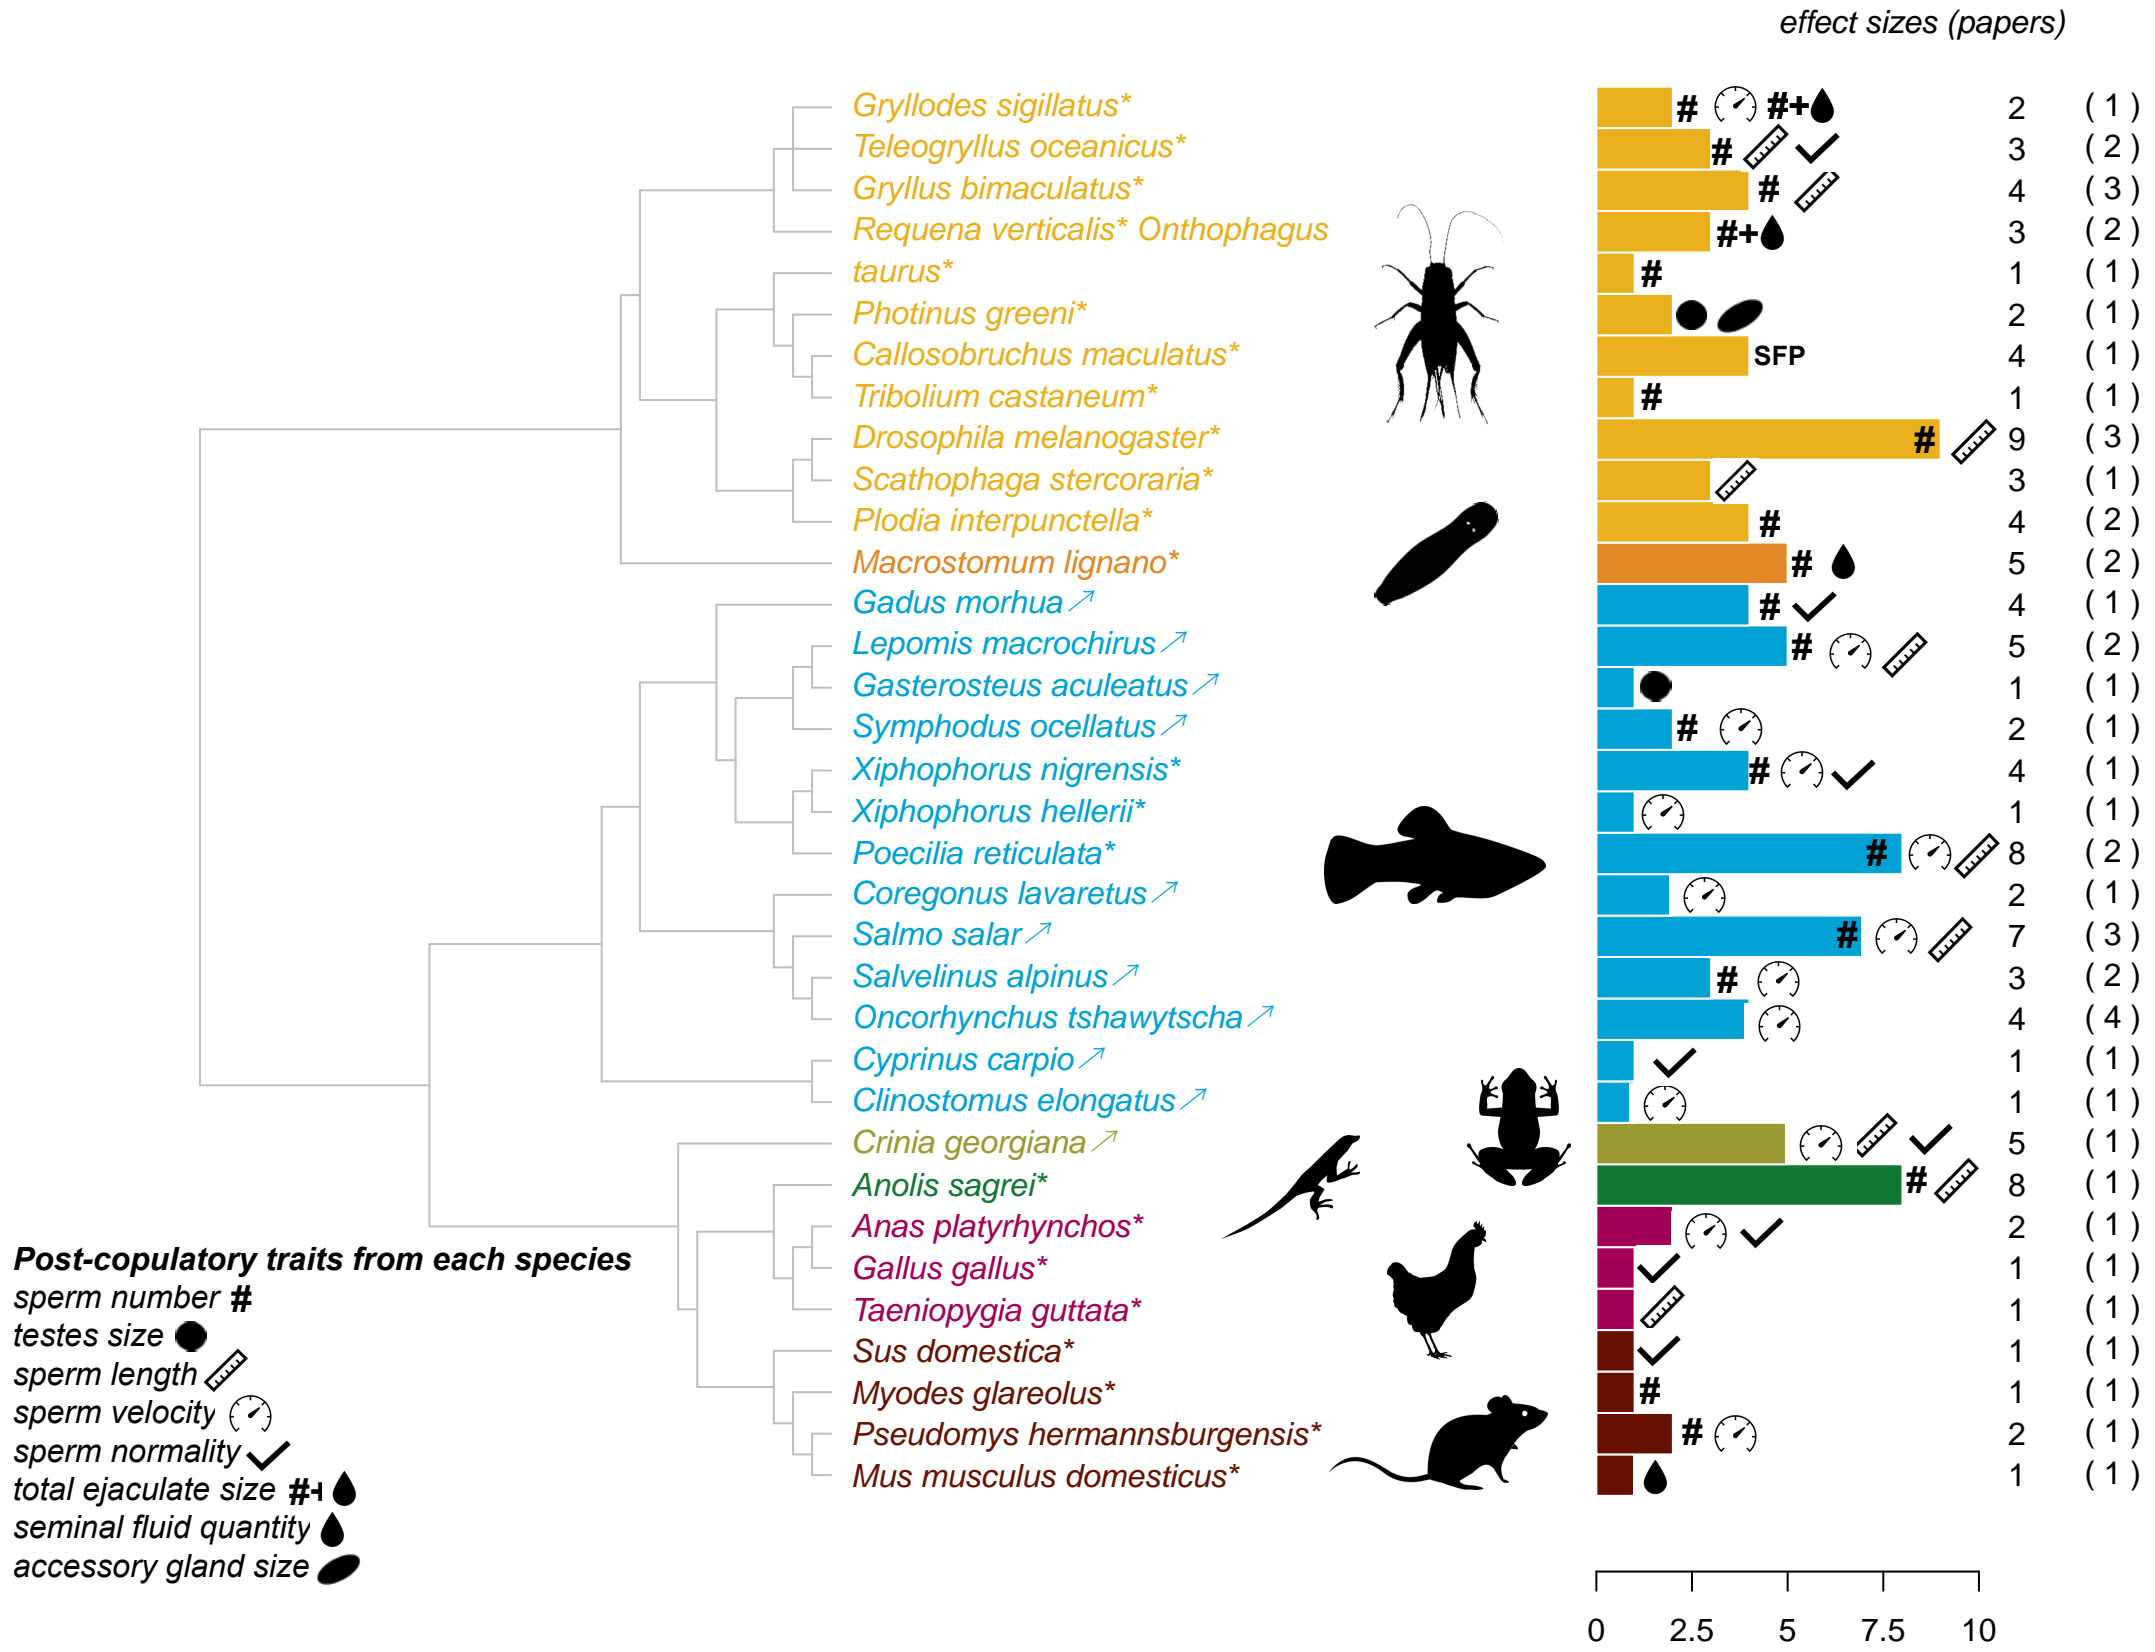 effect sizes (papers)
Gryllodes sigillatus* # #+ 2 ( 1 )
Teleogryllus oceanicus* # 3 ( 2 )
Gryllus bimaculatus* # 4 ( 3 )
Requena verticalis* Onthophagus #+ 3 ( 2 )
taurus* # 1 ( 1 )
Photinus greeni* 2 ( 1 )
Callosobruchus maculatus* SFP 4 ( 1 )
Tribolium castaneum* # 1 ( 1 )
Drosophila melanogaster* # 9 ( 3 )
Scathophaga stercoraria* 3 ( 1 )
Plodia interpunctella* # 4 ( 2 )
Macrostomum lignano* # 5 ( 2 )
Gadus morhua↗ # ✓ 4 ( 1 )
Lepomis macrochirus↗ # 5 ( 2 )
Gasterosteus aculeatus↗ 1 ( 1 )
Symphodus ocellatus↗ # 2 ( 1 )
Xiphophorus nigrensis* # ✓ 4 ( 1 )
Xiphophorus hellerii* 1 ( 1 )
Poecilia reticulata* # 8 ( 2 )
Coregonus lavaretus↗ 2 ( 1 )
Salmo salar↗ # 7 ( 3 )
Salvelinus alpinus↗ # 3 ( 2 )
Oncorhynchus tshawytscha↗ 4 ( 4 )
Cyprinus carpio↗ ✓ 1 ( 1 )
Clinostomus elongatus↗ 1 ( 1 )
Crinia georgiana↗ ✓ 5 ( 1 )
Anolis sagrei* # 8 ( 1 )
Anas platyrhynchos* ✓ 2 ( 1 )
Gallus gallus* ✓ 1 ( 1 )
Taeniopygia guttata* 1 ( 1 )
Sus domestica* ✓ 1 ( 1 )
Myodes glareolus* # 1 ( 1 )
Pseudomys hermannsburgensis* # 2 ( 1 )
Mus musculus domesticus* 1 ( 1 )
Post-copulatory traits from each species
sperm number #
testes size
sperm length
sperm velocity
sperm normality ✓
total ejaculate size #+
seminal fluid quantity
accessory gland size
0 2.5 5 7.5 10